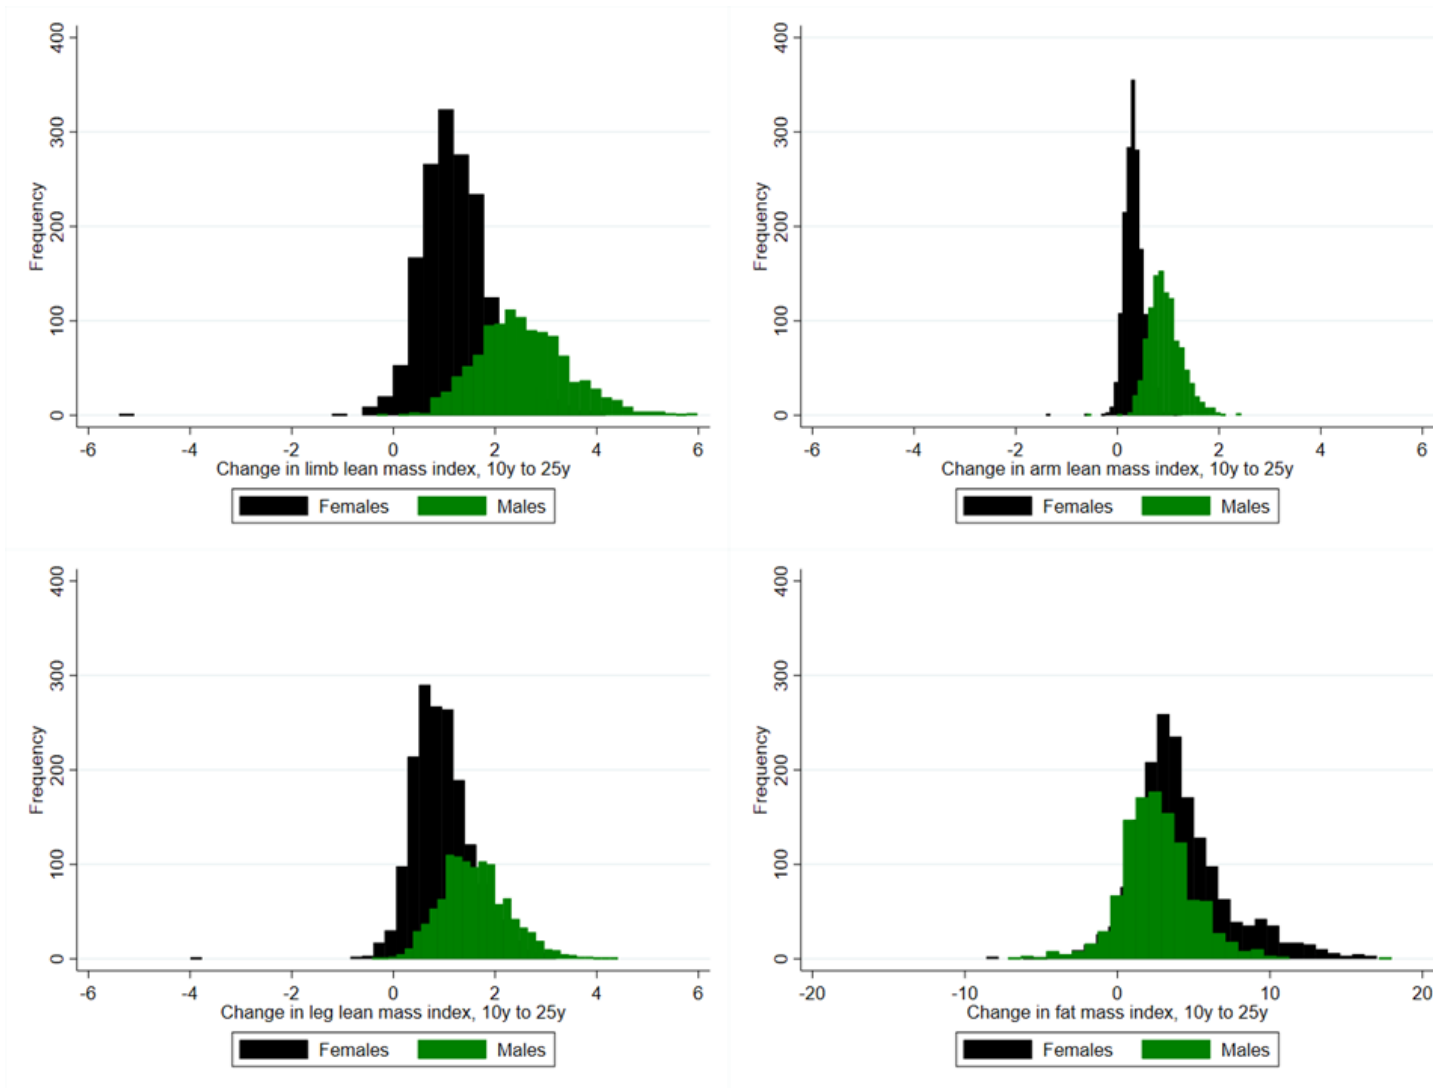 400
300
200
100
0
Frequency
-6 -4 -2 0 2 4 6
Change in limb lean mass index, 10y to 25y
Females Males
400
300
200
100
0
Frequency
-6 -4 -2 0 2 4 6
Change in arm lean mass index, 10y to 25y
Females Males
400
300
200
100
0
Frequency
-6 -4 -2 0 2 4 6
Change in leg lean mass index, 10y to 25y
Females Males
400
300
200
100
0
Frequency
-20 -10 0 10 20
Change in fat mass index, 10y to 25y
Females Males